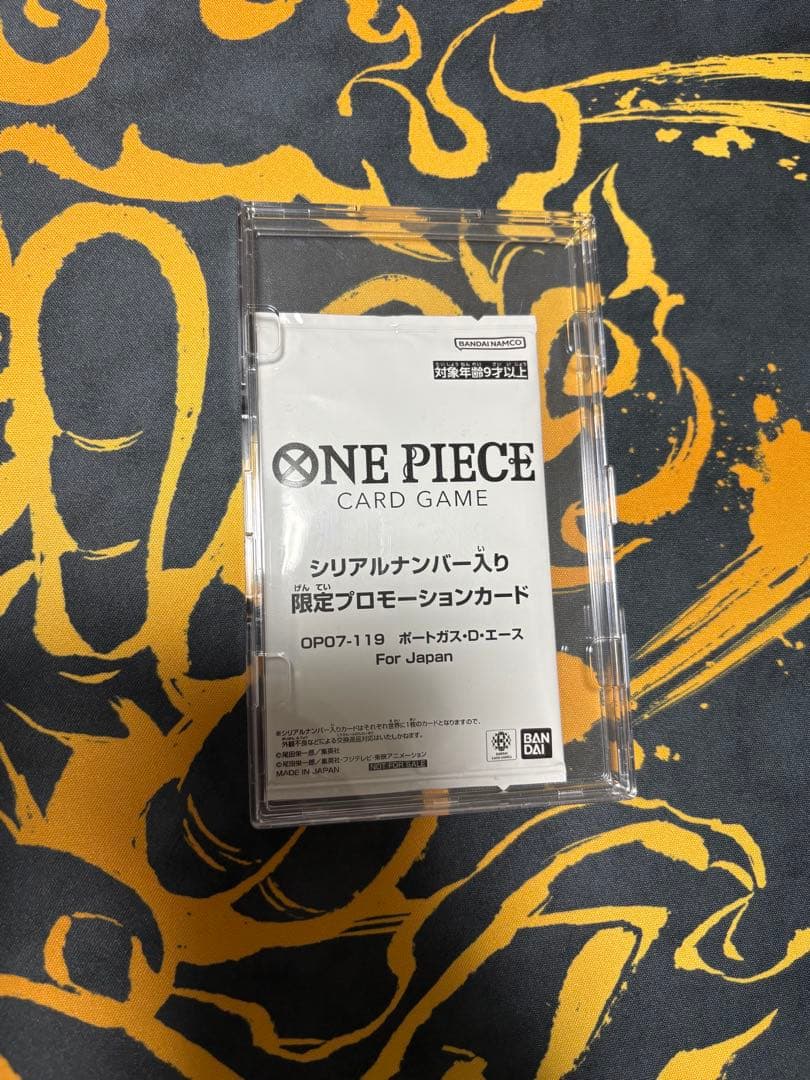 BANDAI NAMCO
対象年齢9才以上
ONE PIECE
CARD GAME
シリアルナンバー入り
限定プロモーションカード
OP07-119 ポートガス・D・エース
For Japan
※シリアルナンバー入りカードはそれぞれ世界に1枚のカードとなりますので、
外観不良などによる交換返品対応はいたしかねます。
©尾田栄一郎/集英社
©尾田栄一郎/集英社・フジテレビ・東映アニメーション
MADE IN JAPAN NOT FOR SALE
BAN
DAI